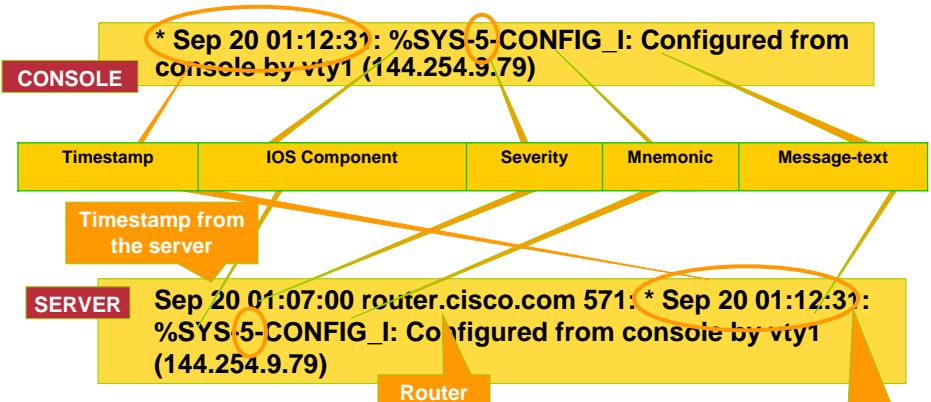 * Sep 20 01:12:31: %SYS-5-CONFIG_I: Configured from
console by vty1 (144.254.9.79)
CONSOLE
Timestamp IOS Component Severity Mnemonic Message-text
Timestamp from
the server
SERVER
Sep 20 01:07:00 router.cisco.com 571: * Sep 20 01:12:31:
%SYS-5-CONFIG_I: Configured from console by vty1
(144.254.9.79)
Router